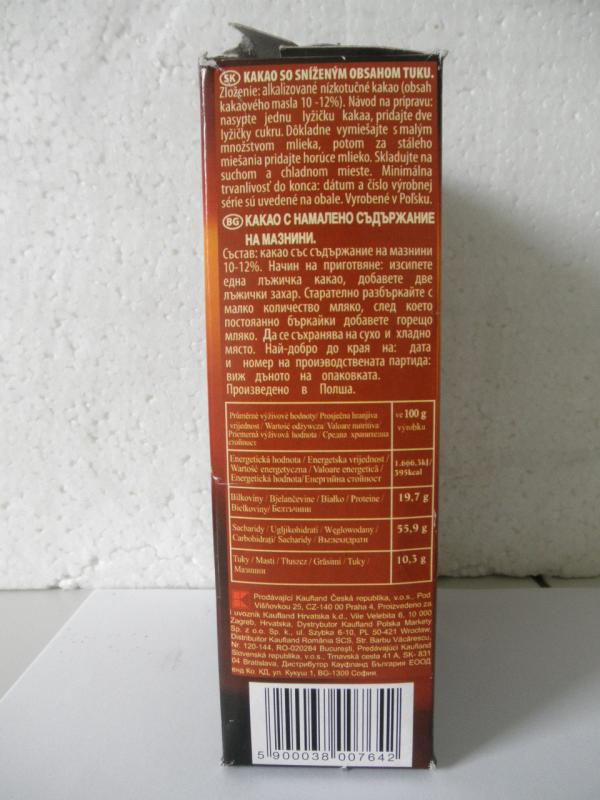 SK KAKAO SO SNÍŽENÝM OBSAHOM TUKU.
Zloženie: alkalizované nízkotučné kakao (obsah
kakaového masla 10 -12%). Návod na prípravu:
nasypte jednu lyžičku kakaa, pridajte dve
lyžičky cukru. Dôkladne vymiešajte s malým
množstvom mlieka, potom za stáleho
miešania pridajte horúce mlieko. Skladujte na
suchom a chladnom mieste. Minimálna
trvanlivosť do konca: dátum a číslo výrobnej
série sú uvedené na obale. Vyrobené v Poľsku.
BG КАКАО С НАМАЛЕНО СЪДЪРЖАНИЕ
НА МАЗНИНИ.
Състав: какао със съдържание на мазнини
10-12%. Начин на приготвяне: изсипете
една лъжичка какао, добавете две
лъжички захар. Старателно разбъркайте с
малко количество мляко, след което
постоянно бъркайки добавете горещо
мляко. Да се съхранява на сухо и хладно
място. Най-добро до края на: дата
и номер на производствената партида:
виж дъното на опаковката.
Произведено в Полша.
Průměrné výživové hodnoty/ Prosječna hranjiva
vrijednost / Wartość odżywcza Valoare nutritiva/
Priemerná výživová hodnota / Средна хранителна
стойност
ve 100 g
výrobku
Energetická hodnota / Energetska vrijednost /
Wartość energetyczna / Valoare energetică /
Energetická hodnota/ Енергийна стойност
1.666,3kJ/
395kcal
Bílkoviny / Bjelančevine / Białko / Proteine /
Bielkoviny/ Белтъчини
19,7 g
Sacharidy / Ugljikohidrati / Węglowodany /
Carbohidrați/ Sacharidy / Въглехидрати
55,9 g
Tuky / Masti / Tłuszcz / Grăsimi / Tuky /
Мазнини
10,3 g
K Prodávající Kaufland Česká republika, v.o.s., Pod
Višňovkou 25, CZ-140 00 Praha 4, Proizvedeno za
i uvoznik Kaufland Hrvatska k.d., Vile Velebita 6, 10 000
Zagreb, Hrvatska, Dystrybutor Kaufland Polska Markety
Sp. z o.o. Sp. k., ul. Szybka 6-10, PL 50-421 Wrocław,
Distribuitor Kaufland România SCS, Str. Barbu Văcărescu,
Nr. 120-144, RO-020284 București, Predávajúci Kaufland
Slovenská republika, v.o.s., Trnavská cesta 41 A, SK- 831
04 Bratislava, Дистрибутор Кауфланд България ЕООД
енд Ко. КД, ул. Кукуш 1, BG-1309 София.
5 900038 007642